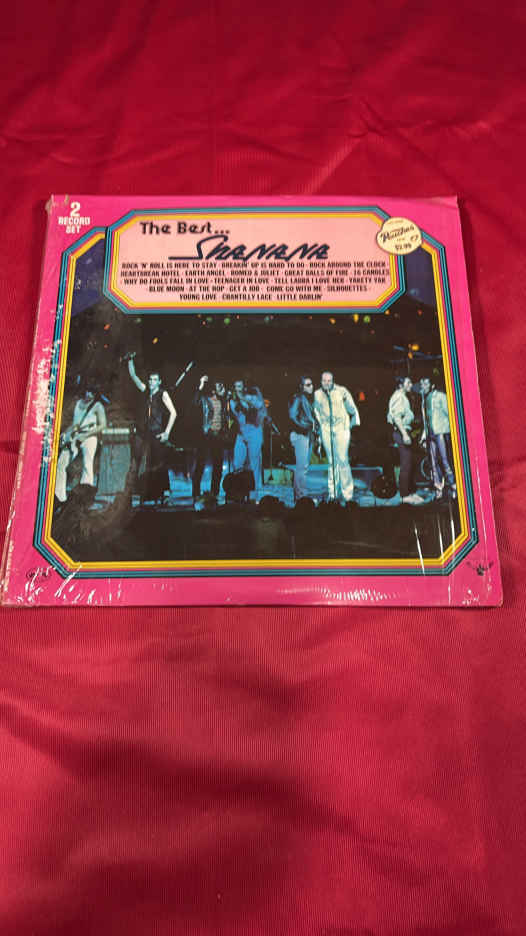 2
RECORD
SET
The Best...
SHANANA
ROCK 'N' ROLL IS HERE TO STAY · BREAKIN' UP IS HARD TO DO · ROCK AROUND THE CLOCK
HEARTBREAK HOTEL · EARTH ANGEL · ROMEO & JULIET · GREAT BALLS OF FIRE · 16 CANDLES
· WHY DO FOOLS FALL IN LOVE · TEENAGER IN LOVE · TELL LAURA I LOVE HER · YAKETY YAK
· BLUE MOON · AT THE HOP · GET A JOB · COME GO WITH ME · SILHOUETTES ·
YOUNG LOVE · CHANTILLY LACE · LITTLE DARLIN'
Peaches
$2.99